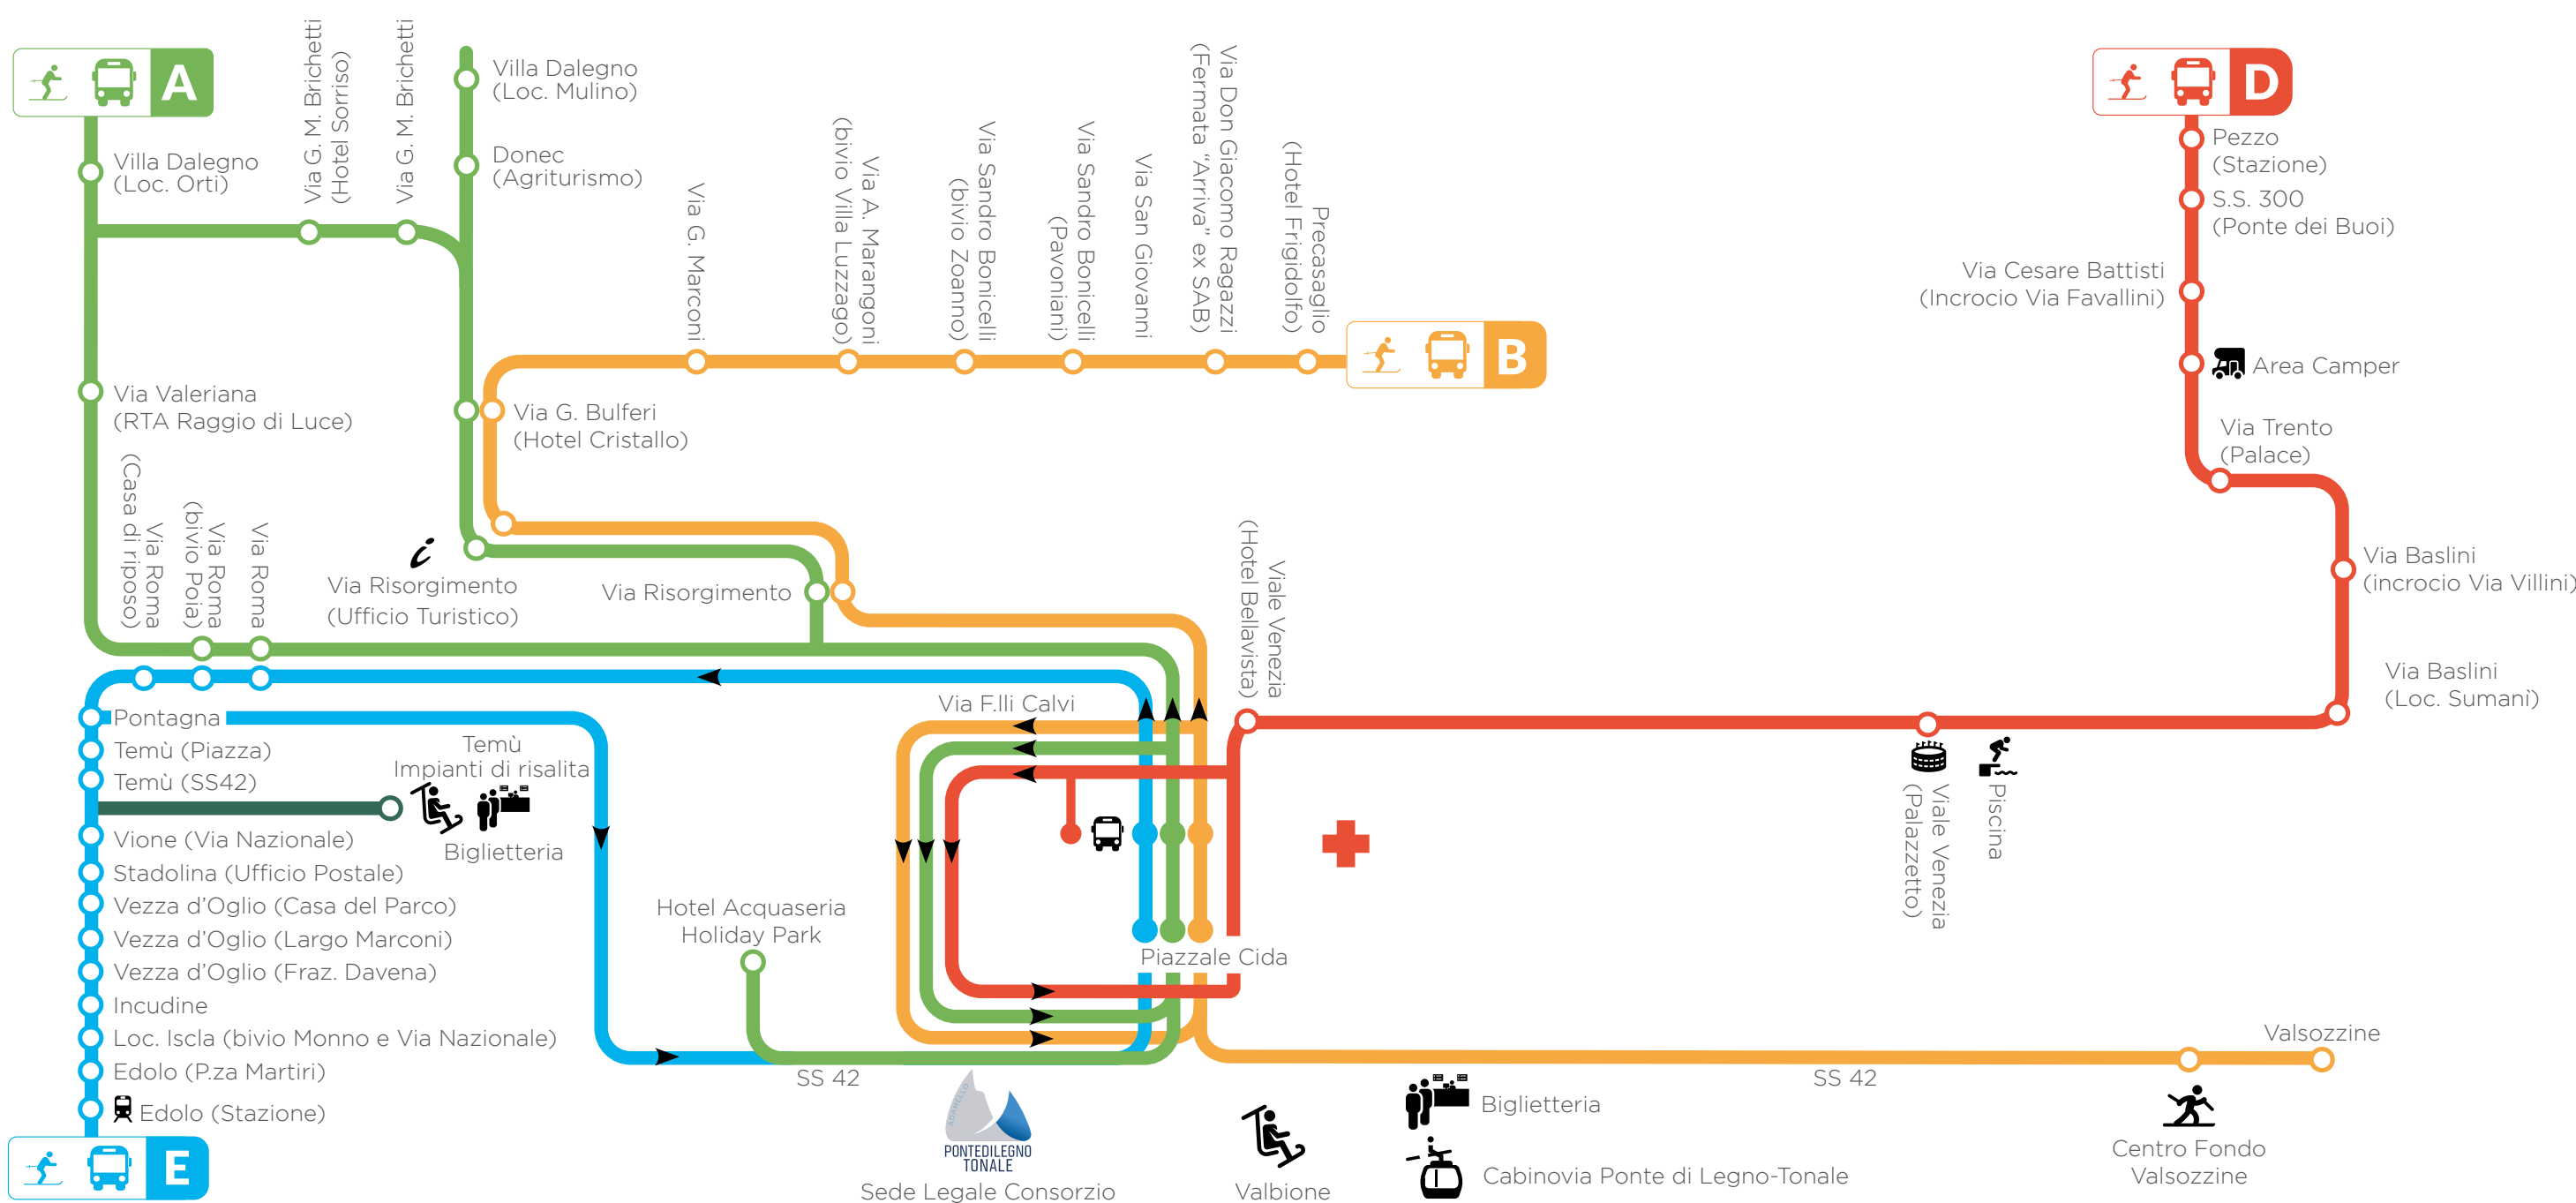 A
Villa Dalegno
(Loc. Orti)
Via G. M. Brichetti
(Hotel Sorriso)
Via G. M. Brichetti
Villa Dalegno
(Loc. Mulino)
Donec
(Agriturismo)
Via G. Marconi
Via A. Marangoni
(bivio Villa Luzzago)
Via Sandro Bonicelli
(bivio Zoanno)
Via Sandro Bonicelli
(Pavoniani)
Via San Giovanni
Via Don Giacomo Ragazzi
(Fermata “Arriva” ex SAB)
Precasaglio
(Hotel Frigidolfo)
B
D
Pezzo
(Stazione)
S.S. 300
(Ponte dei Buoi)
Via Cesare Battisti
(Incrocio Via Favallini)
Area Camper
Via Trento
(Palace)
Via Baslini
(incrocio Via Villini)
Via Baslini
(Loc. Sumanì)
Via Valeriana
(RTA Raggio di Luce)
Via G. Bulferi
(Hotel Cristallo)
Via Roma
(Casa di riposo)
Via Roma
(bivio Poia)
Via Roma
Via Risorgimento
(Ufficio Turistico)
Via Risorgimento
Viale Venezia
(Hotel Bellavista)
Via F.lli Calvi
Viale Venezia
(Palazzetto)
Piscina
Pontagna
Temù (Piazza)
Temù (SS42)
Temù
Impianti di risalita
Biglietteria
Vione (Via Nazionale)
Stadolina (Ufficio Postale)
Vezza d’Oglio (Casa del Parco)
Vezza d’Oglio (Largo Marconi)
Vezza d’Oglio (Fraz. Davena)
Incudine
Loc. Iscla (bivio Monno e Via Nazionale)
Edolo (P.za Martiri)
Edolo (Stazione)
E
Hotel Acquaseria
Holiday Park
Piazzale Cida
SS 42
SS 42
Valsozzine
ADAMELLO
PONTEDILEGNO
TONALE
Sede Legale Consorzio
Valbione
Biglietteria
Cabinovia Ponte di Legno-Tonale
Centro Fondo
Valsozzine